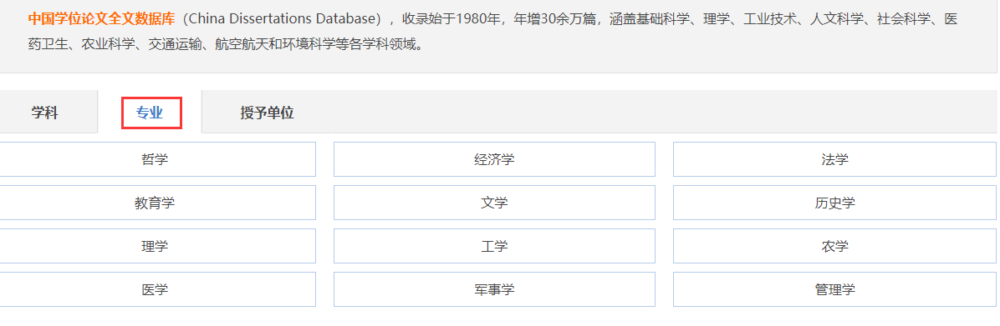 中国学位论文全文数据库（China Dissertations Database），收录始于1980年，年增30余万篇，涵盖基础科学、理学、工业技术、人文科学、社会科学、医
药卫生、农业科学、交通运输、航空航天和环境科学等各学科领域。
学科 专业 授予单位
哲学 经济学 法学
教育学 文学 历史学
理学 工学 农学
医学 军事学 管理学